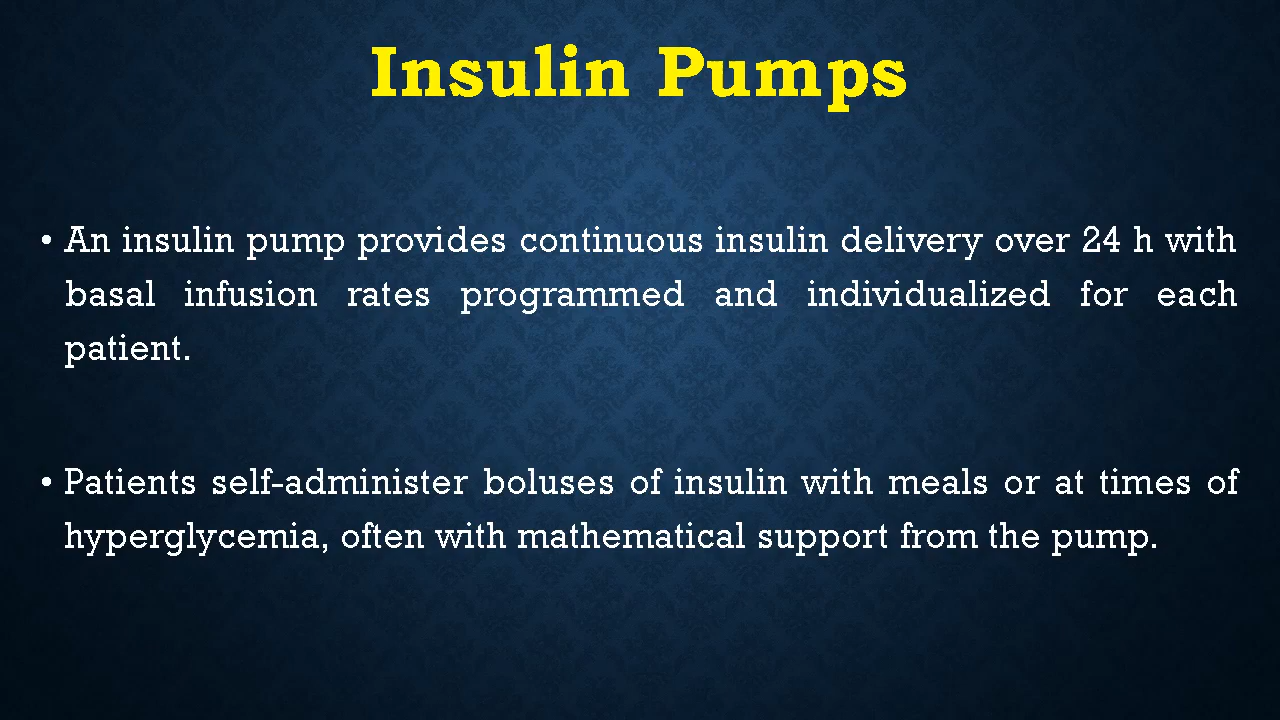 Insulin Pumps
• An insulin pump provides continuous insulin delivery over 24 h with
basal infusion rates programmed and individualized for each
patient.
• Patients self-administer boluses of insulin with meals or at times of
hyperglycemia, often with mathematical support from the pump.